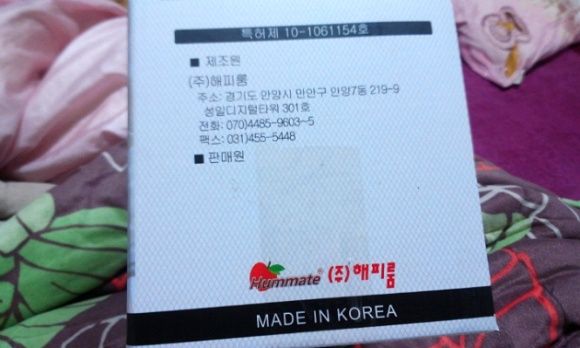 특허제 10-1061154호
■ 제조원
(주)해피룸
주소: 경기도 안양시 만안구 안양7동 219-9
성일디지털타워 301호
전화: 070)4485-9603~5
팩스: 031)455-5448
■ 판매원
Hummate® (주)해피룸
MADE IN KOREA